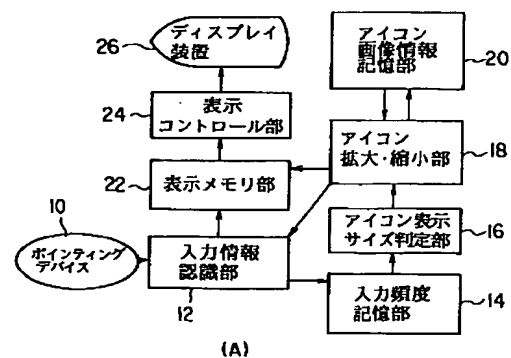 26
ディスプレイ
装置
アイコン
画像情報
記憶部
20
24
表示
コントロール部
アイコン
拡大・縮小部
18
22
表示メモリ部
10
ポインティング
デバイス
アイコン表示
サイズ判定部
16
入力情報
認識部
12
入力頻度
記憶部
14
(A)